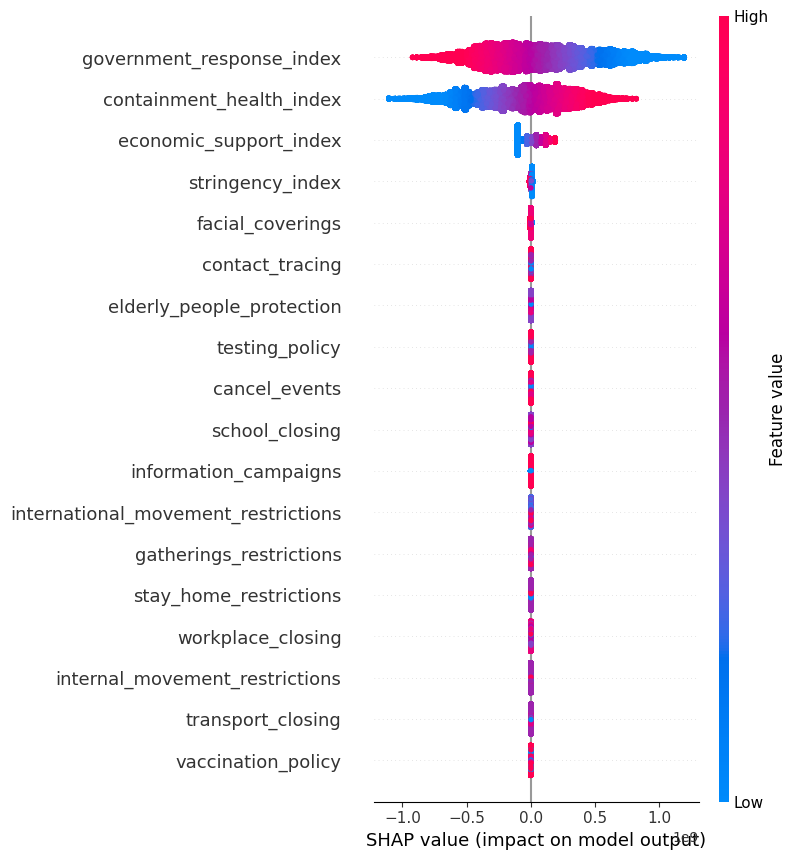 High
government_response_index
containment_health_index
economic_support_index
stringency_index
facial_coverings
contact_tracing
elderly_people_protection
testing_policy
cancel_events
school_closing
information_campaigns
international_movement_restrictions
gatherings_restrictions
stay_home_restrictions
workplace_closing
internal_movement_restrictions
transport_closing
vaccination_policy
Feature value
Low
−1.0 −0.5 0.0 0.5 1.0
SHAP value (impact on model output)